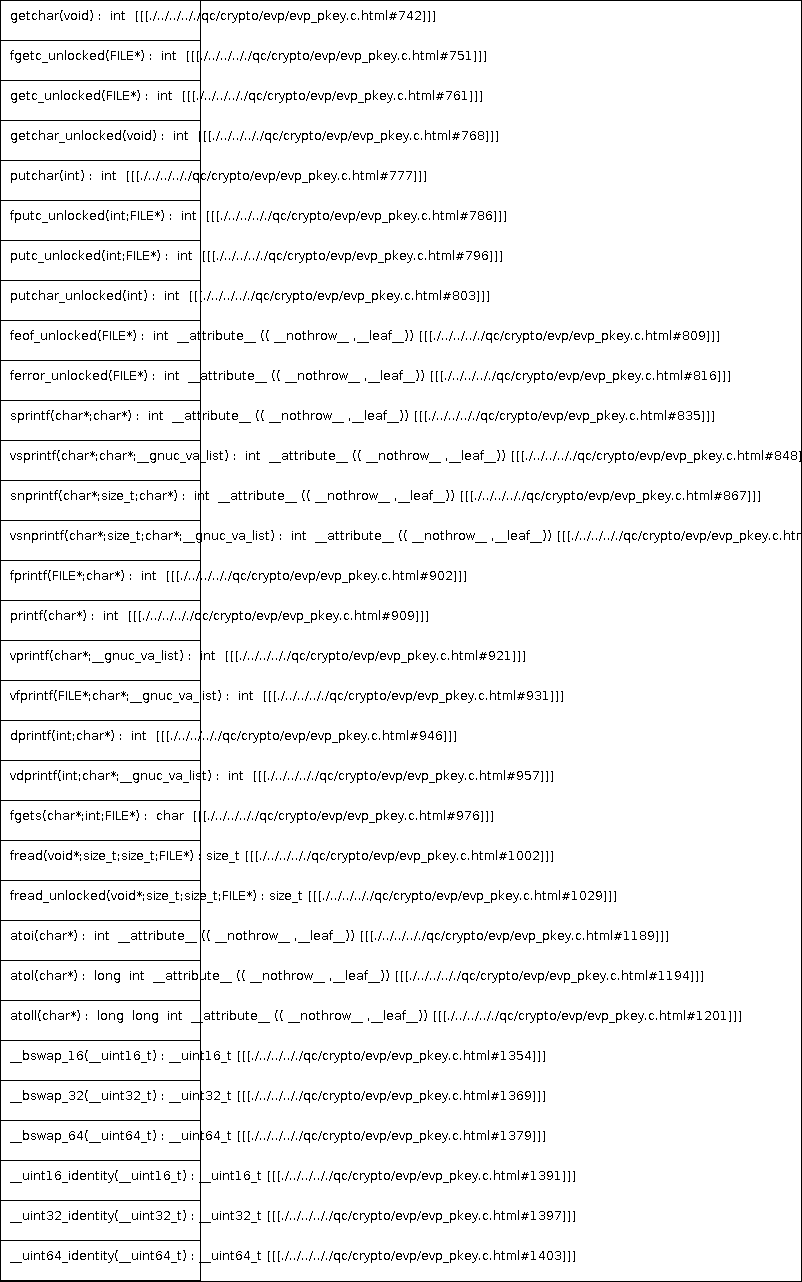 getchar(void) :  int  [[[./../../././qc/crypto/evp/evp_pkey.c.html#742]]]
fgetc_unlocked(FILE*) :  int  [[[./../../././qc/crypto/evp/evp_pkey.c.html#751]]]
getc_unlocked(FILE*) :  int  [[[./../../././qc/crypto/evp/evp_pkey.c.html#761]]]
getchar_unlocked(void) :  int  [[[./../../././qc/crypto/evp/evp_pkey.c.html#768]]]
putchar(int) :  int  [[[./../../././qc/crypto/evp/evp_pkey.c.html#777]]]
fputc_unlocked(int;FILE*) :  int  [[[./../../././qc/crypto/evp/evp_pkey.c.html#786]]]
putc_unlocked(int;FILE*) :  int  [[[./../../././qc/crypto/evp/evp_pkey.c.html#796]]]
putchar_unlocked(int) :  int  [[[./../../././qc/crypto/evp/evp_pkey.c.html#803]]]
feof_unlocked(FILE*) :  int  __attribute__ (( __nothrow__ ,__leaf__)) [[[./../../././qc/crypto/evp/evp_pkey.c.html#809]]]
ferror_unlocked(FILE*) :  int  __attribute__ (( __nothrow__ ,__leaf__)) [[[./../../././qc/crypto/evp/evp_pkey.c.html#816]]]
sprintf(char*;char*) :  int  __attribute__ (( __nothrow__ ,__leaf__)) [[[./../../././qc/crypto/evp/evp_pkey.c.html#835]]]
vsprintf(char*;char*;__gnuc_va_list) :  int  __attribute__ (( __nothrow__ ,__leaf__)) [[[./../../././qc/crypto/evp/evp_pkey.c.html#848]
snprintf(char*;size_t;char*) :  int  __attribute__ (( __nothrow__ ,__leaf__)) [[[./../../././qc/crypto/evp/evp_pkey.c.html#867]]]
vsnprintf(char*;size_t;char*;__gnuc_va_list) :  int  __attribute__ (( __nothrow__ ,__leaf__)) [[[./../../././qc/crypto/evp/evp_pkey.c.htm
fprintf(FILE*;char*) :  int  [[[./../../././qc/crypto/evp/evp_pkey.c.html#902]]]
printf(char*) :  int  [[[./../../././qc/crypto/evp/evp_pkey.c.html#909]]]
vprintf(char*;__gnuc_va_list) :  int  [[[./../../././qc/crypto/evp/evp_pkey.c.html#921]]]
vfprintf(FILE*;char*;__gnuc_va_list) :  int  [[[./../../././qc/crypto/evp/evp_pkey.c.html#931]]]
dprintf(int;char*) :  int  [[[./../../././qc/crypto/evp/evp_pkey.c.html#946]]]
vdprintf(int;char*;__gnuc_va_list) :  int  [[[./../../././qc/crypto/evp/evp_pkey.c.html#957]]]
fgets(char*;int;FILE*) :  char  [[[./../../././qc/crypto/evp/evp_pkey.c.html#976]]]
fread(void*;size_t;size_t;FILE*) : size_t [[[./../../././qc/crypto/evp/evp_pkey.c.html#1002]]]
fread_unlocked(void*;size_t;size_t;FILE*) : size_t [[[./../../././qc/crypto/evp/evp_pkey.c.html#1029]]]
atoi(char*) :  int  __attribute__ (( __nothrow__ ,__leaf__)) [[[./../../././qc/crypto/evp/evp_pkey.c.html#1189]]]
atol(char*) :  long  int  __attribute__ (( __nothrow__ ,__leaf__)) [[[./../../././qc/crypto/evp/evp_pkey.c.html#1194]]]
atoll(char*) :  long  long  int  __attribute__ (( __nothrow__ ,__leaf__)) [[[./../../././qc/crypto/evp/evp_pkey.c.html#1201]]]
__bswap_16(__uint16_t) : __uint16_t [[[./../../././qc/crypto/evp/evp_pkey.c.html#1354]]]
__bswap_32(__uint32_t) : __uint32_t [[[./../../././qc/crypto/evp/evp_pkey.c.html#1369]]]
__bswap_64(__uint64_t) : __uint64_t [[[./../../././qc/crypto/evp/evp_pkey.c.html#1379]]]
__uint16_identity(__uint16_t) : __uint16_t [[[./../../././qc/crypto/evp/evp_pkey.c.html#1391]]]
__uint32_identity(__uint32_t) : __uint32_t [[[./../../././qc/crypto/evp/evp_pkey.c.html#1397]]]
__uint64_identity(__uint64_t) : __uint64_t [[[./../../././qc/crypto/evp/evp_pkey.c.html#1403]]]